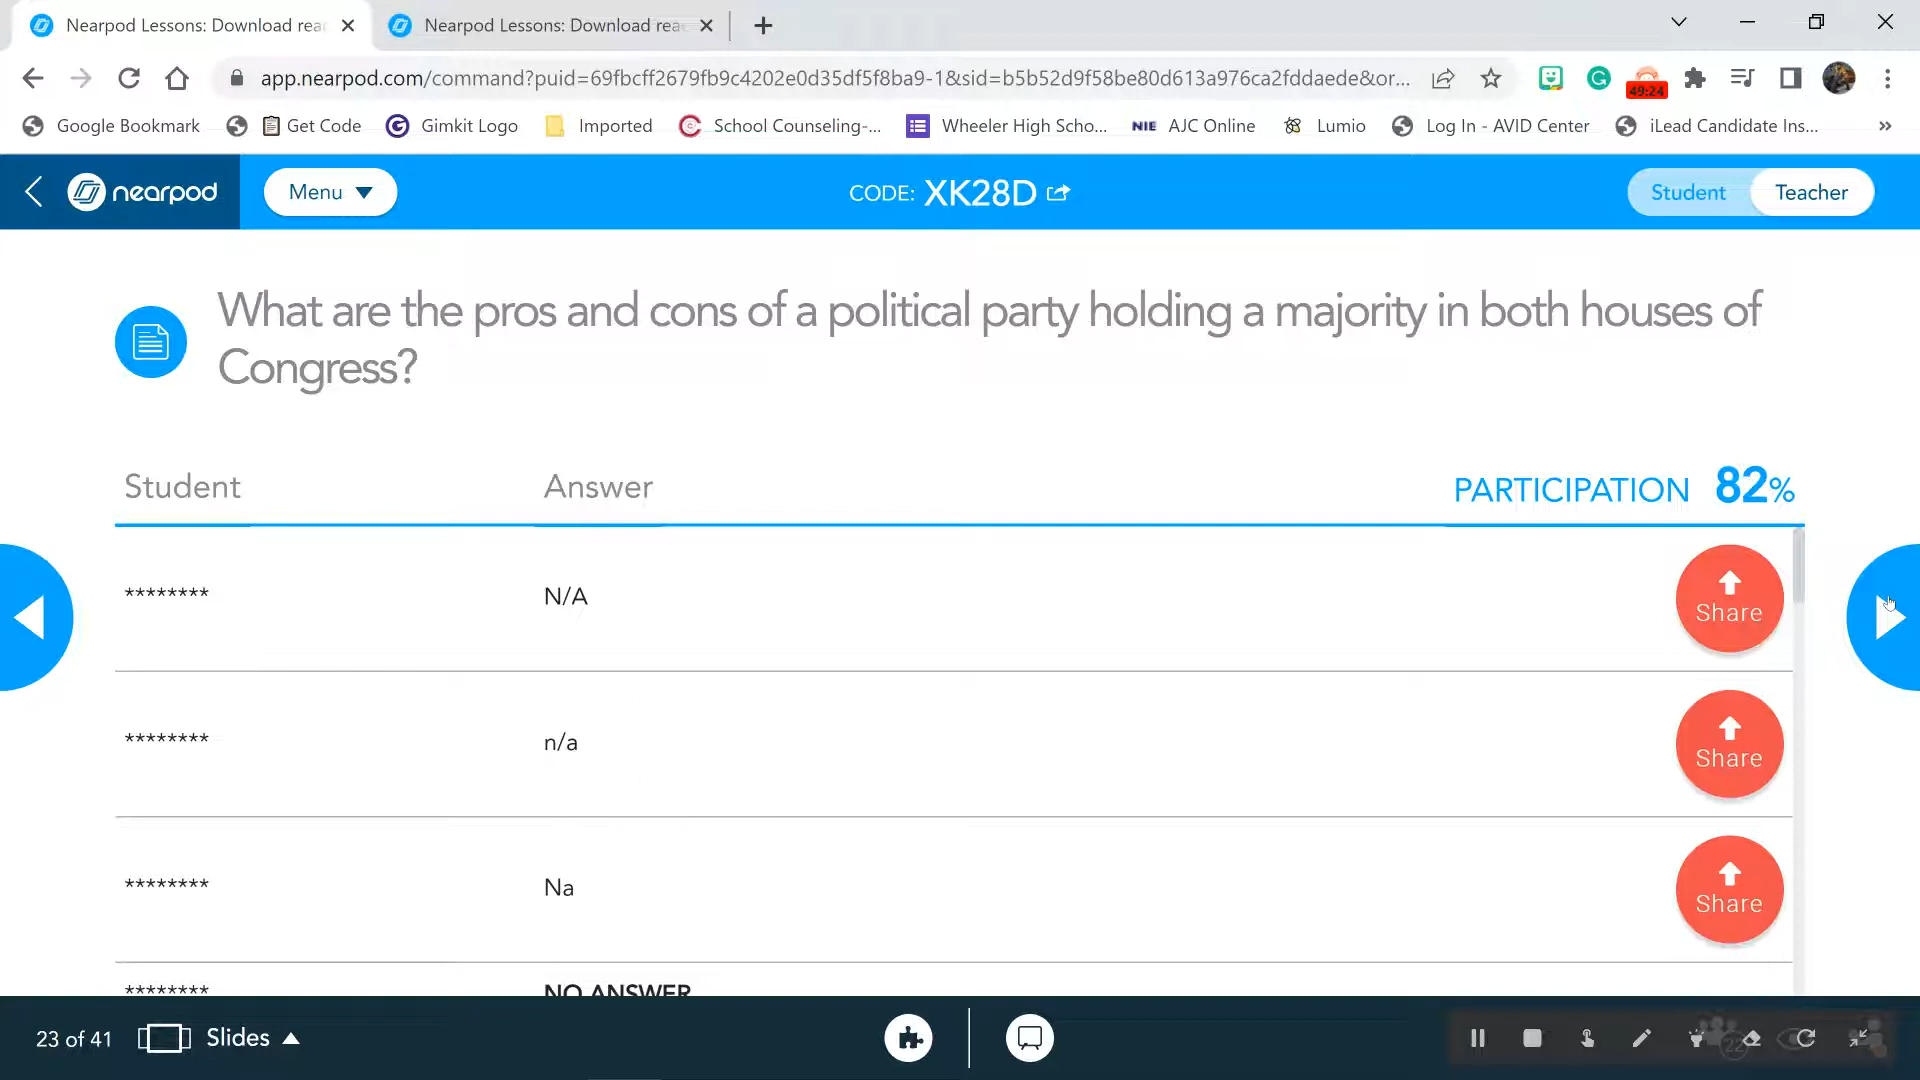 Nearpod Lessons: Download rea
Nearpod Lessons: Download rea
app.nearpod.com/command?puid=69fbcff2679fb9c4202e0d35df5f8ba9-1&sid=b5b52d9f58be80d613a976ca2fddaede&or...
49:24
Google Bookmark
Get Code
Gimkit Logo
Imported
School Counseling-...
Wheeler High Scho...
NIE AJC Online
Lumio
Log In - AVID Center
iLead Candidate Ins...
nearpod
Menu
CODE: XK28D
Student
Teacher
What are the pros and cons of a political party holding a majority in both houses of
Congress?
Student
Answer
PARTICIPATION 82%
******** N/A
Share
******** n/a
Share
******** Na
Share
******** NO ANSWER
23 of 41
Slides
22